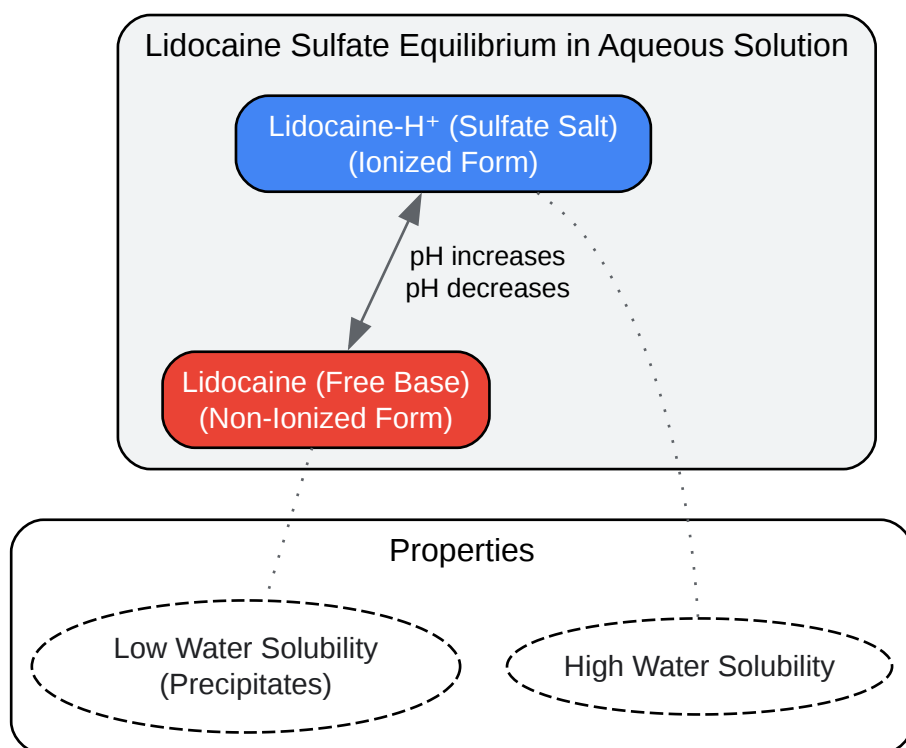 Lidocaine Sulfate Equilibrium in Aqueous Solution
Lidocaine-H⁺ (Sulfate Salt)
(Ionized Form)
pH increases
pH decreases
Lidocaine (Free Base)
(Non-Ionized Form)
Properties
Low Water Solubility
(Precipitates)
High Water Solubility